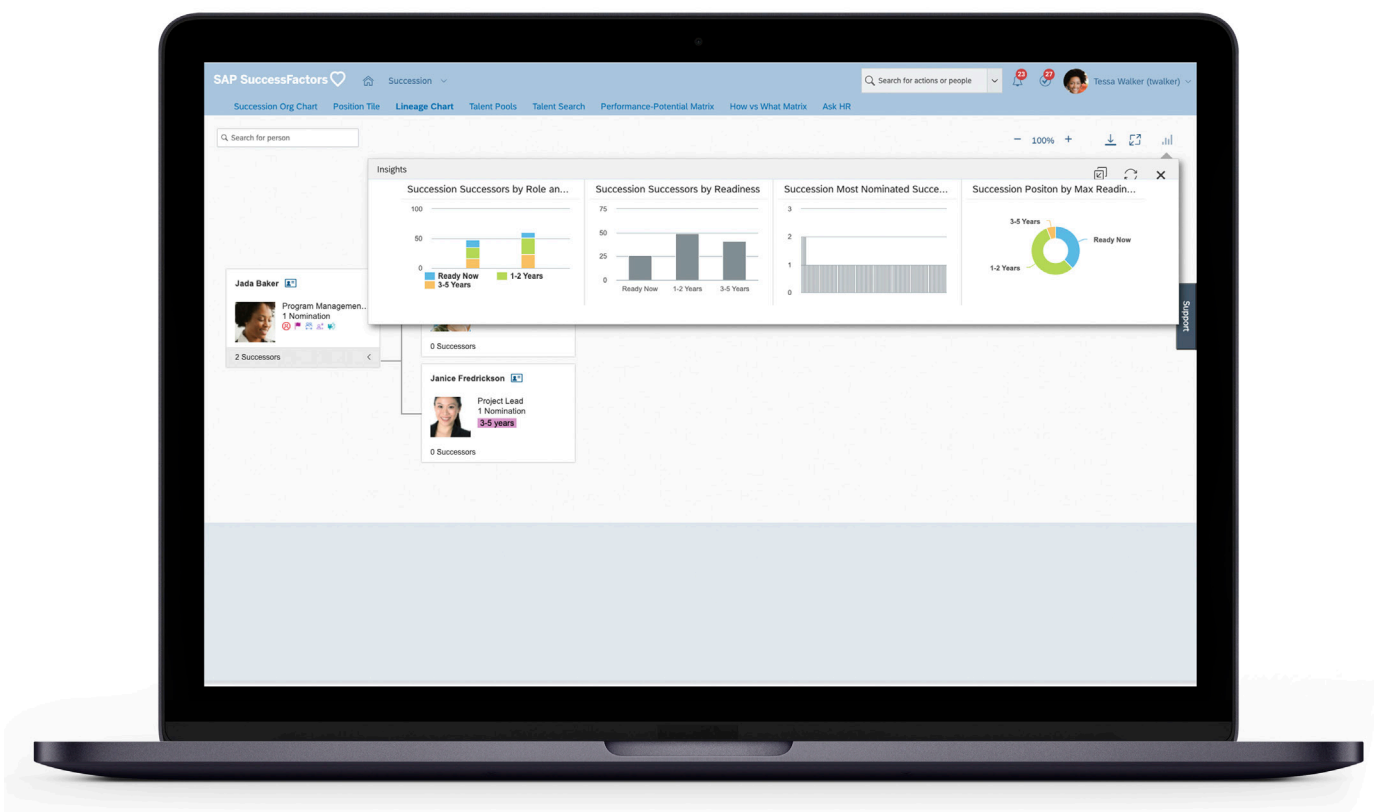 SAP SuccessFactors
Succession
Search for actions or people
23
27
Tessa Walker (twalker)
Succession Org Chart Position Tile Lineage Chart Talent Pools Talent Search Performance-Potential Matrix How vs What Matrix Ask HR
Search for person
− 100% +
Insights
Succession Successors by Role an...
100
50
0
Ready Now
1-2 Years
3-5 Years
Succession Successors by Readiness
75
50
25
0
Ready Now 1-2 Years 3-5 Years
Succession Most Nominated Succe...
3
2
1
0
Succession Positon by Max Readin...
3-5 Years
Ready Now
1-2 Years
Support
Jada Baker
Program Managemen...
1 Nomination
2 Successors
0 Successors
Janice Fredrickson
Project Lead
1 Nomination
3-5 years
0 Successors